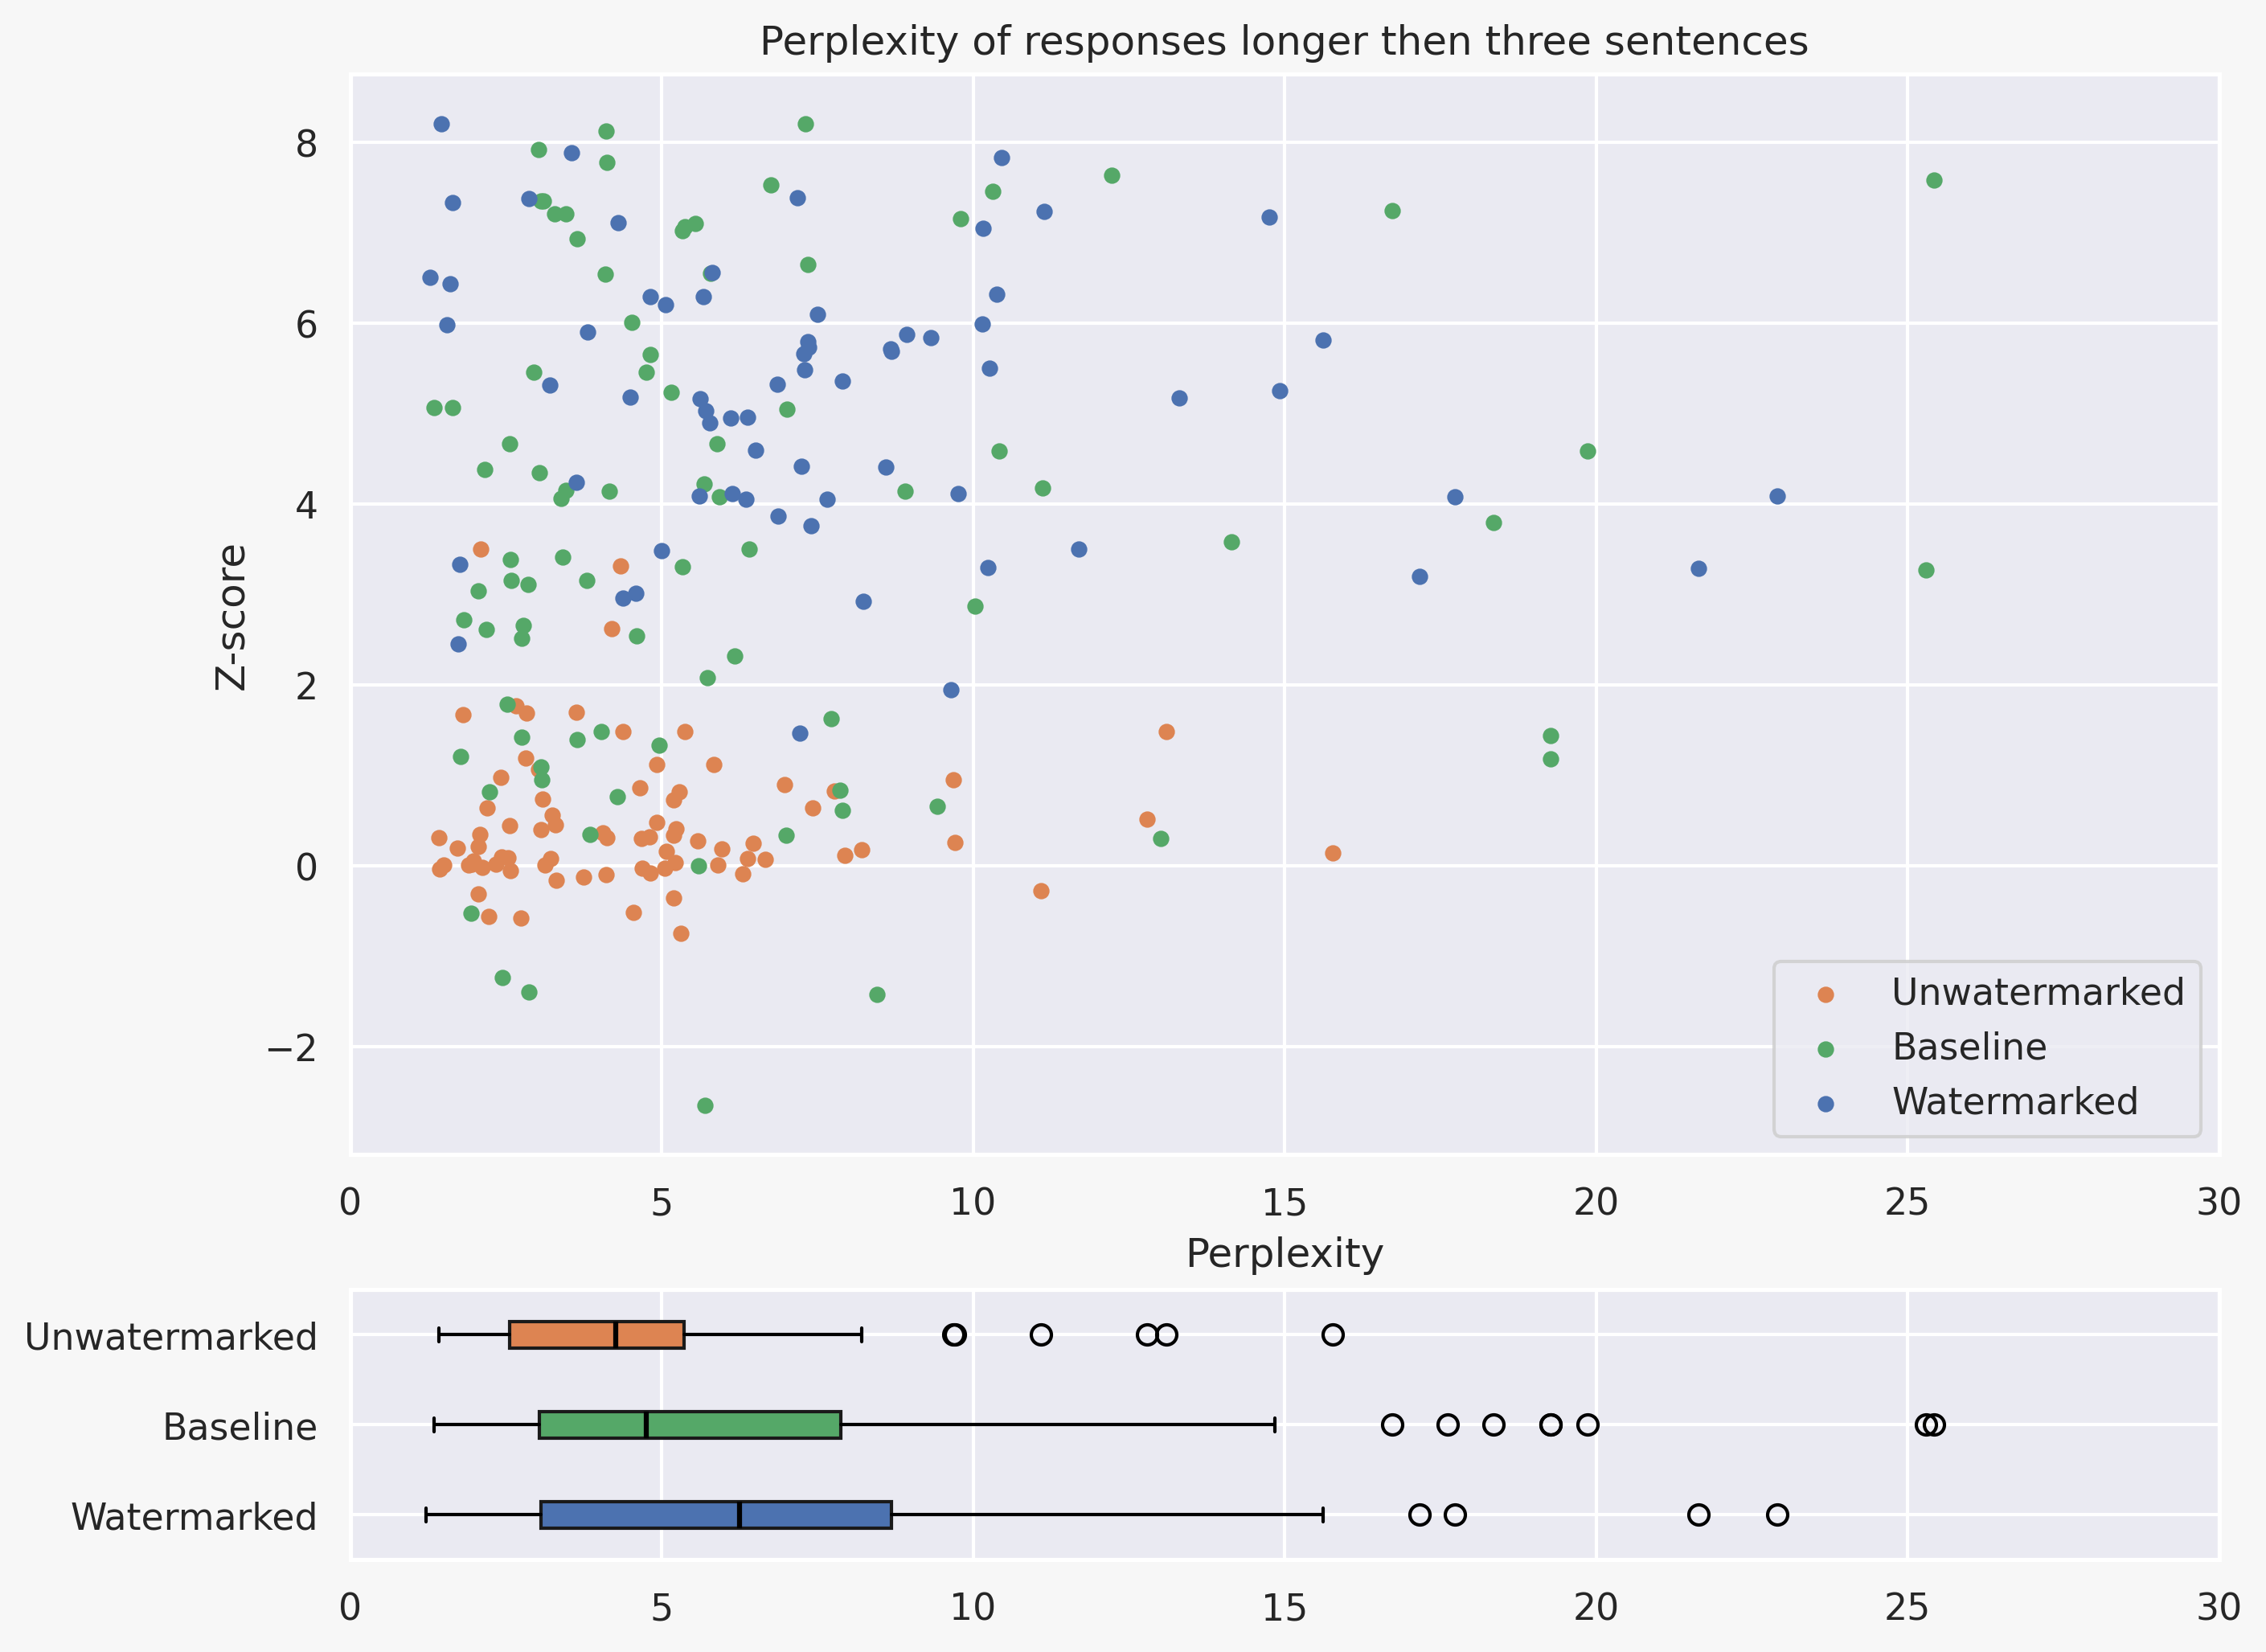 Perplexity of responses longer then three sentences
8
6
4
2
0
−2
Z-score
Unwatermarked
Baseline
Watermarked
0 5 10 15 20 25 30
Perplexity
Unwatermarked
Baseline
Watermarked
0 5 10 15 20 25 30